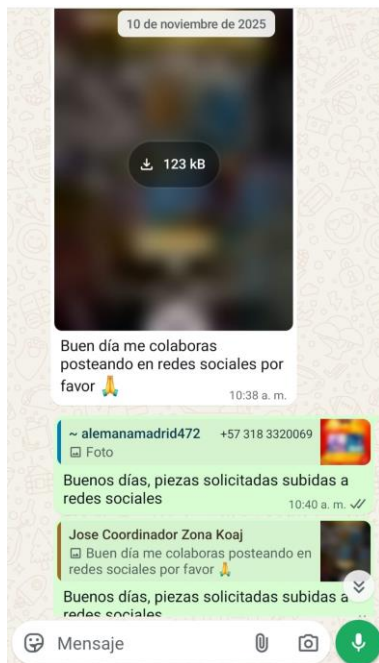 10 de noviembre de 2025
123 kB
Buen día me colaboras
posteando en redes sociales por
favor 🙏
10:38 a. m.
~ alemanamadrid472 +57 318 3320069
Foto
Buenos días, piezas solicitadas subidas a
redes sociales
10:40 a. m.
Jose Coordinador Zona Koaj
Buen día me colaboras posteando en
redes sociales por favor 🙏
Buenos días, piezas solicitadas subidas a
redes sociales
Mensaje